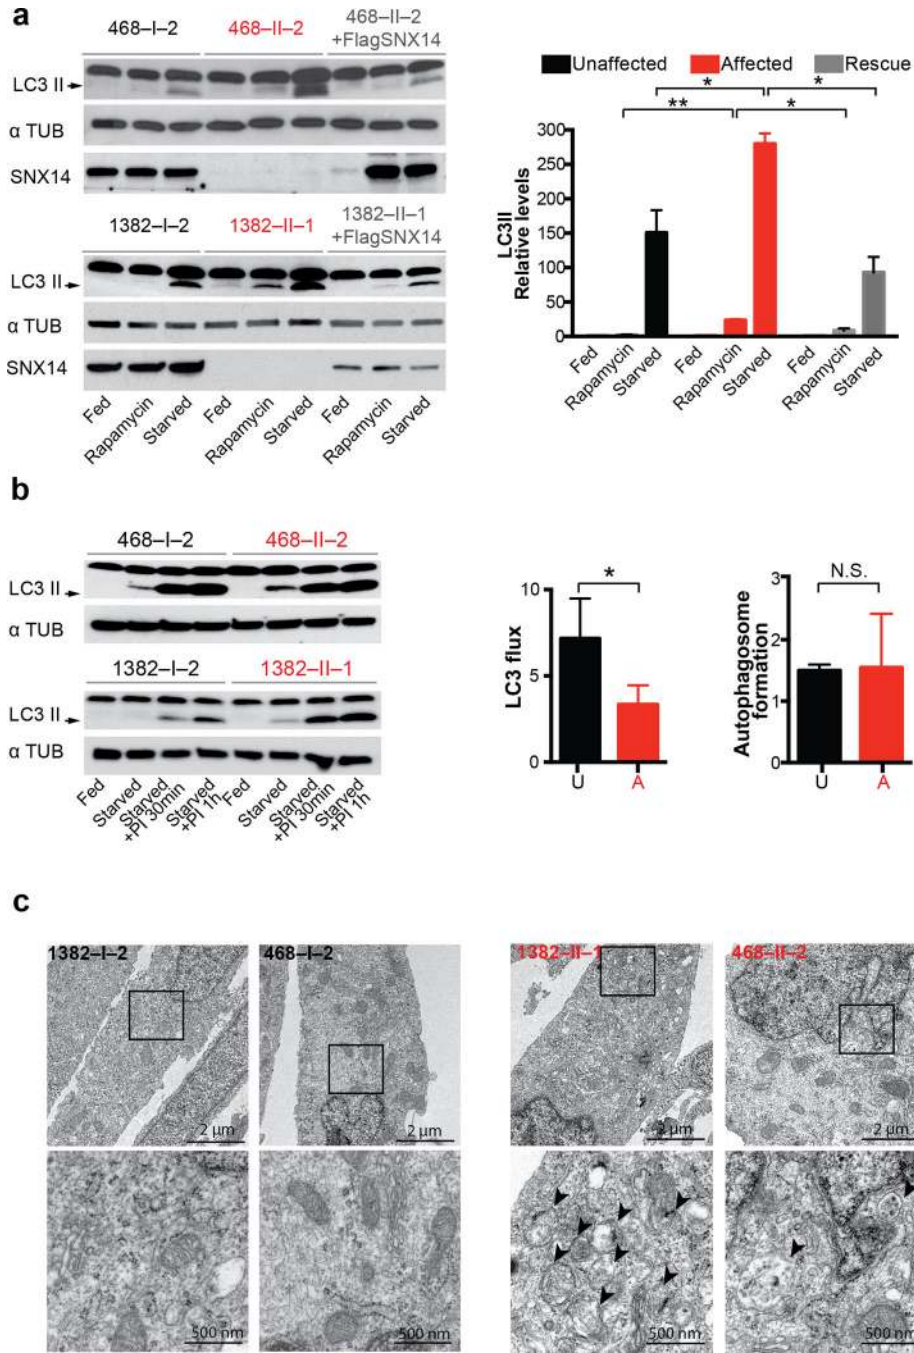 a
468–I–2 468–II–2 468–II–2
+FlagSNX14
LC3 II
α TUB
SNX14
1382–I–2 1382–II–1 1382–II–1
+FlagSNX14
LC3 II
α TUB
SNX14
Fed Rapamycin Starved Fed Rapamycin Starved Fed Rapamycin Starved
Unaffected Affected Rescue
* *
** *
LC3II
Relative levels
300
250
200
150
100
50
0
Fed Rapamycin Starved Fed Rapamycin Starved Fed Rapamycin Starved
b
468–I–2 468–II–2
LC3 II
α TUB
1382–I–2 1382–II–1
LC3 II
α TUB
Fed Starved Starved +PI 30min Starved +PI 1h Fed Starved Starved +PI 30min Starved +PI 1h
LC3 flux
10
5
0
*
U A
Autophagosome
formation
3
2
1
0
N.S.
U A
c
1382–I–2 468–I–2 1382–II–1 468–II–2
2 μm 2 μm 2 μm 2 μm
500 nm 500 nm 500 nm 500 nm